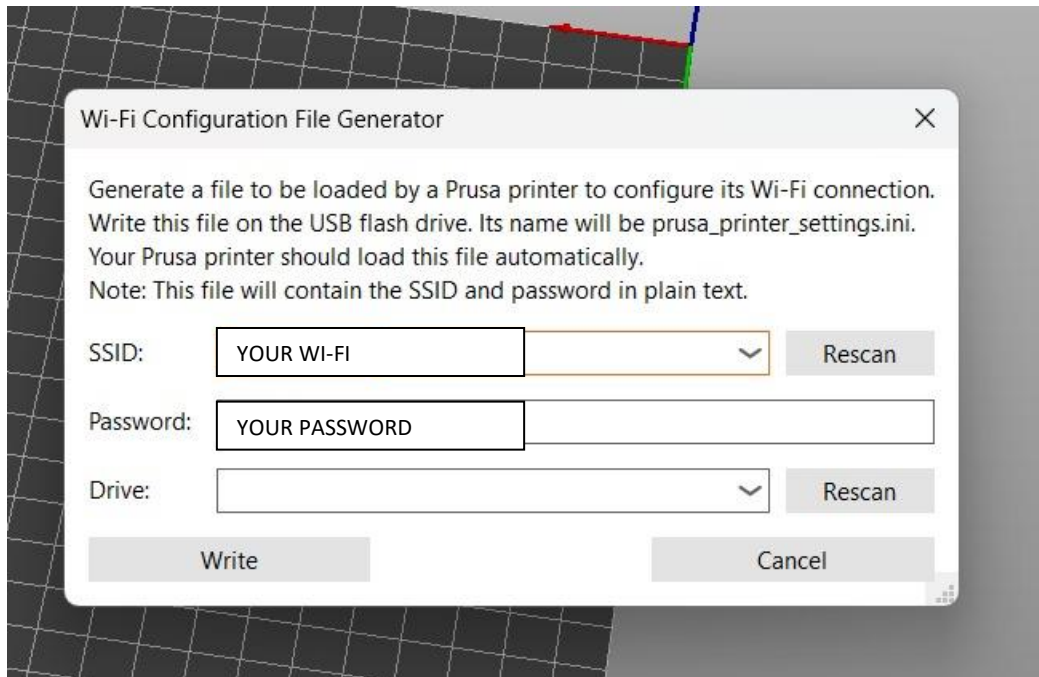 Wi-Fi Configuration File Generator
Generate a file to be loaded by a Prusa printer to configure its Wi-Fi connection.
Write this file on the USB flash drive. Its name will be prusa_printer_settings.ini.
Your Prusa printer should load this file automatically.
Note: This file will contain the SSID and password in plain text.
SSID: YOUR WI-FI Rescan
Password: YOUR PASSWORD
Drive: Rescan
Write Cancel